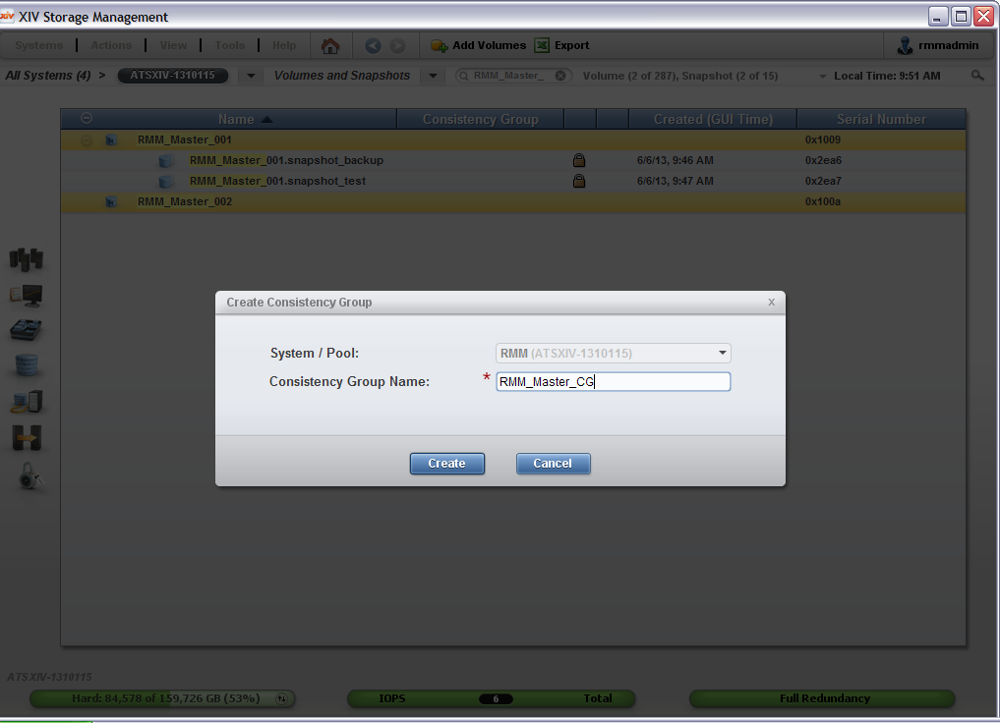 XIV XIV Storage Management
Systems Actions View Tools Help Add Volumes Export rmmadmin
All Systems (4) > ATSXIV-1310115 Volumes and Snapshots RMM_Master_ Volume (2 of 287), Snapshot (2 of 15) Local Time: 9:51 AM
Name Consistency Group Created (GUI Time) Serial Number
RMM_Master_001 0x1009
RMM_Master_001.snapshot_backup 6/6/13, 9:46 AM 0x2ea6
RMM_Master_001.snapshot_test 6/6/13, 9:47 AM 0x2ea7
RMM_Master_002 0x100a
Create Consistency Group x
System / Pool: RMM (ATSXIV-1310115)
Consistency Group Name: * RMM_Master_CG
Create Cancel
ATSXIV-1310115
Hard: 84,578 of 159,726 GB (53%) IOPS 6 Total Full Redundancy